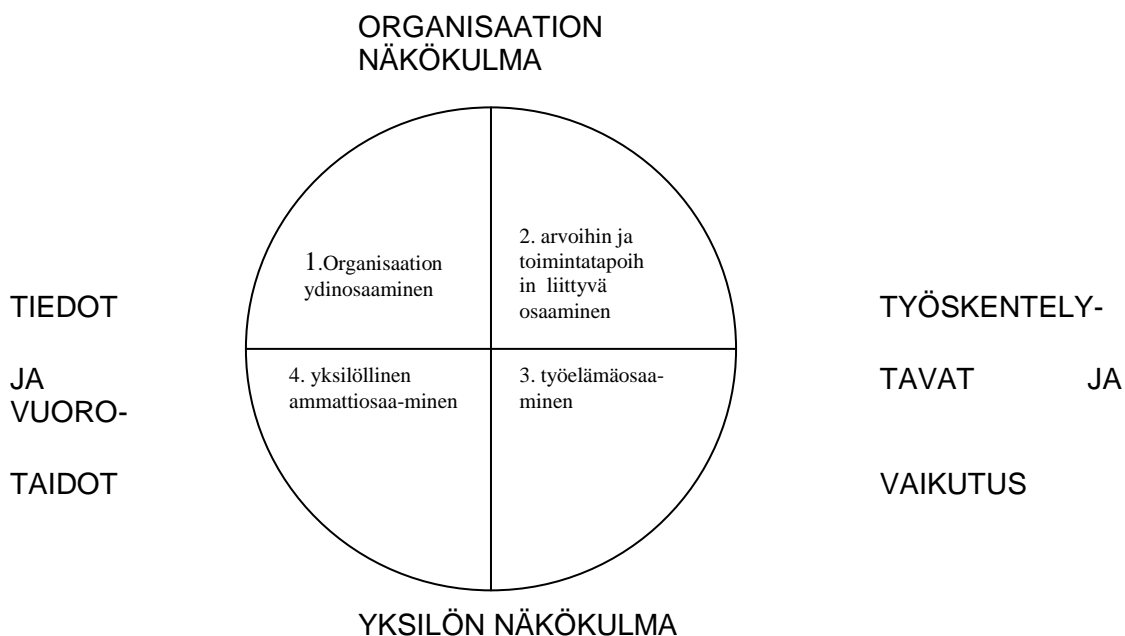 ORGANISAATION
NÄKÖKULMA
1.Organisaation
ydinosaaminen
2. arvoihin ja
toimintatapoih
in liittyvä
osaaminen
TIEDOT
JA
VUORO-
TAIDOT
TYÖSKENTELY-
TAVAT JA
VAIKUTUS
4. yksilöllinen
ammattiosaa-minen
3. työelämäosaa-
minen
YKSILÖN NÄKÖKULMA